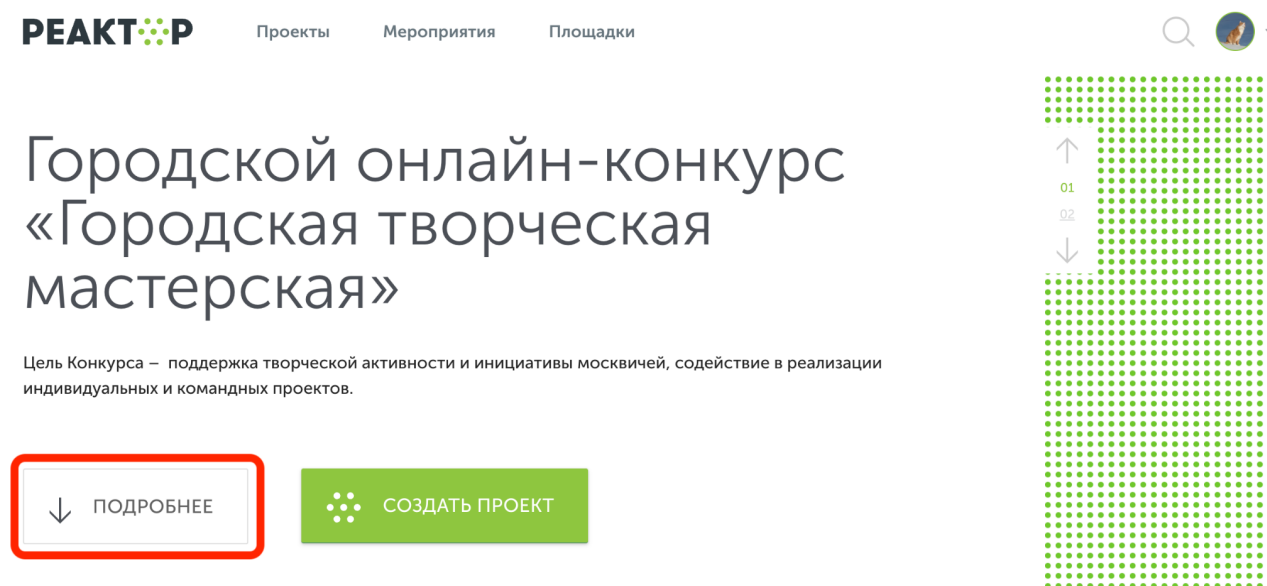 РЕАКТОР
Проекты
Мероприятия
Площадки
Городской онлайн-конкурс
«Городская творческая
мастерская»
01
02
Цель Конкурса – поддержка творческой активности и инициативы москвичей, содействие в реализации
индивидуальных и командных проектов.
ПОДРОБНЕЕ
СОЗДАТЬ ПРОЕКТ